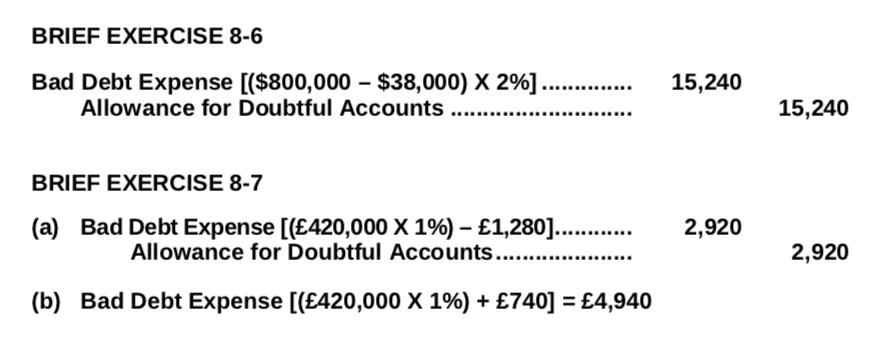 BRIEF EXERCISE 8-6
Bad Debt Expense [($800,000 – $38,000) X 2%] .............. 15,240
Allowance for Doubtful Accounts ............................ 15,240
BRIEF EXERCISE 8-7
(a) Bad Debt Expense [(£420,000 X 1%) – £1,280]............ 2,920
Allowance for Doubtful Accounts..................... 2,920
(b) Bad Debt Expense [(£420,000 X 1%) + £740] = £4,940